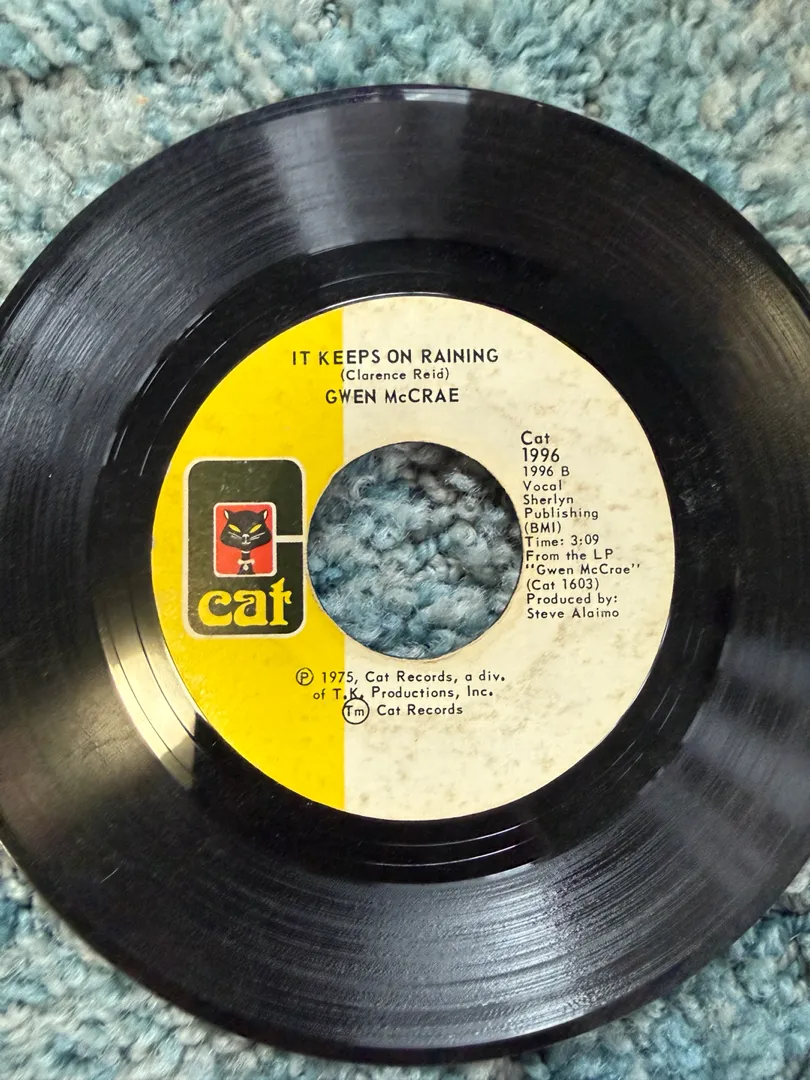 IT KEEPS ON RAINING
(Clarence Reid)
GWEN McCRAE
Cat
1996
1996 B
Vocal
Sherlyn
Publishing
(BMI)
Time: 3:09
From the LP
"Gwen McCrae"
(Cat 1603)
Produced by:
Steve Alaimo
cat
Ⓟ 1975, Cat Records, a div.
of T.K. Productions, Inc.
Tm Cat Records